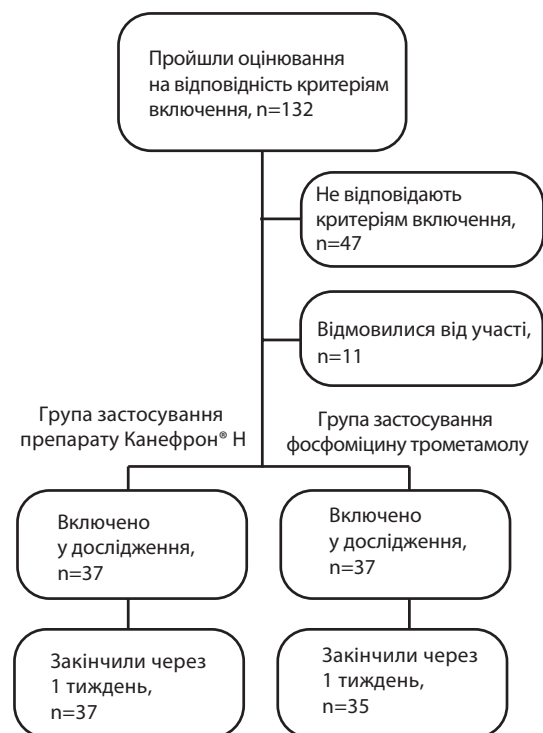 Пройшли оцінювання
на відповідність критеріям
включення, n=132
Не відповідають
критеріям включення,
n=47
Відмовилися від участі,
n=11
Група застосування
препарату Канефрон® Н
Група застосування
фосфоміцину трометамолу
Включено
у дослідження,
n=37
Включено
у дослідження,
n=37
Закінчили через
1 тиждень,
n=37
Закінчили через
1 тиждень,
n=35